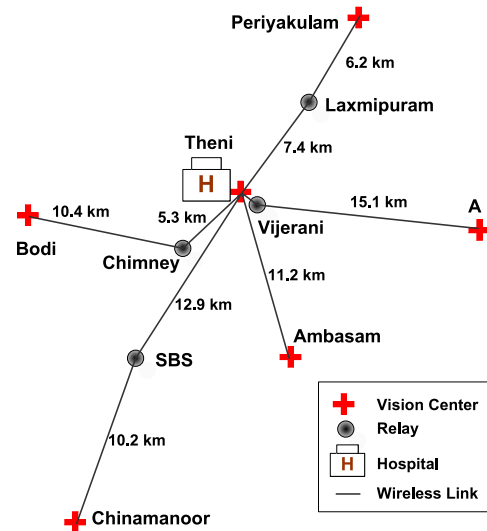 Periyakulam
6.2 km
Laxmipuram
7.4 km
Theni
H
A
10.4 km
5.3 km
15.1 km
Vijerani
Bodi
Chimney
11.2 km
12.9 km
Ambasam
SBS
Vision Center
Relay
10.2 km
H Hospital
Wireless Link
Chinamanoor